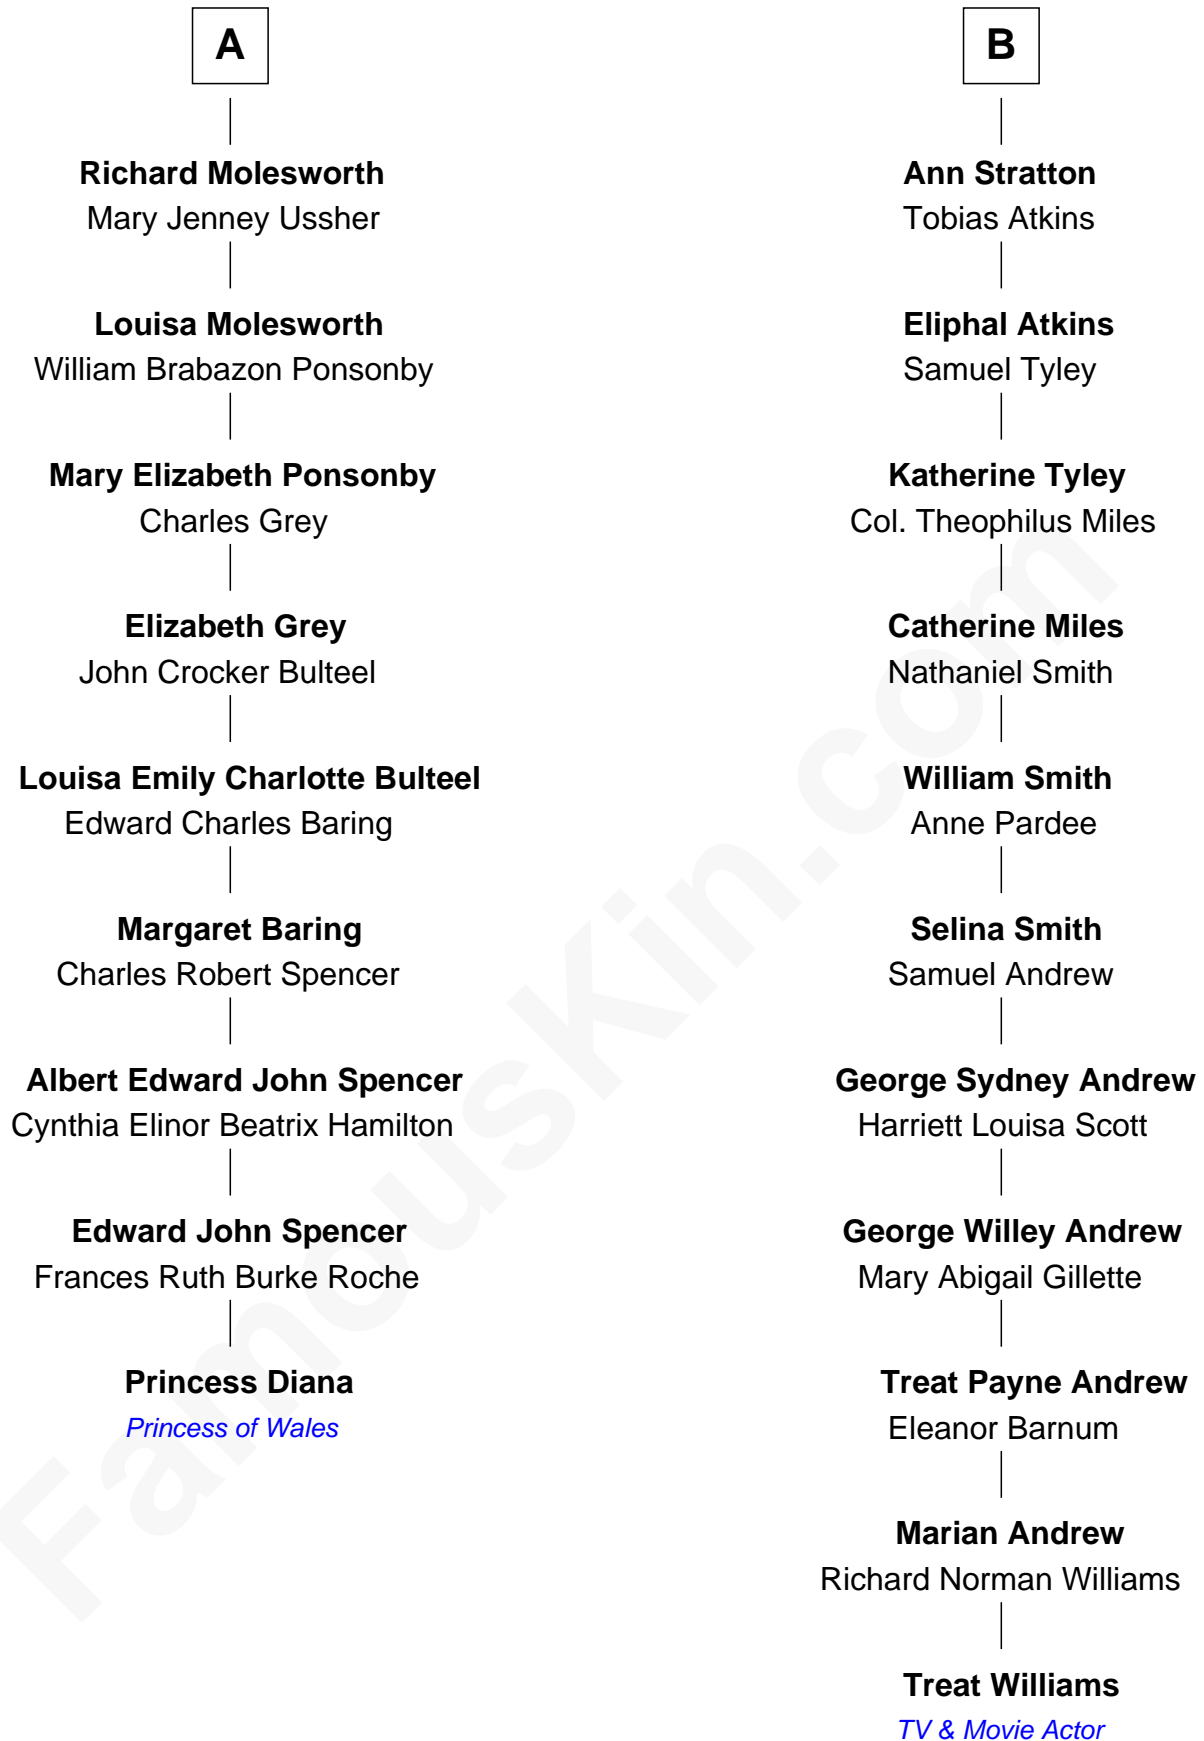 A
Richard Molesworth
Mary Jenney Ussher
Louisa Molesworth
William Brabazon Ponsonby
Mary Elizabeth Ponsonby
Charles Grey
Elizabeth Grey
John Crocker Bulteel
Louisa Emily Charlotte Bulteel
Edward Charles Baring
Margaret Baring
Charles Robert Spencer
Albert Edward John Spencer
Cynthia Elinor Beatrix Hamilton
Edward John Spencer
Frances Ruth Burke Roche
Princess Diana
Princess of Wales
B
Ann Stratton
Tobias Atkins
Eliphal Atkins
Samuel Tyley
Katherine Tyley
Col. Theophilus Miles
Catherine Miles
Nathaniel Smith
William Smith
Anne Pardee
Selina Smith
Samuel Andrew
George Sydney Andrew
Harriett Louisa Scott
George Willey Andrew
Mary Abigail Gillette
Treat Payne Andrew
Eleanor Barnum
Marian Andrew
Richard Norman Williams
Treat Williams
TV & Movie Actor
FamousKin.com